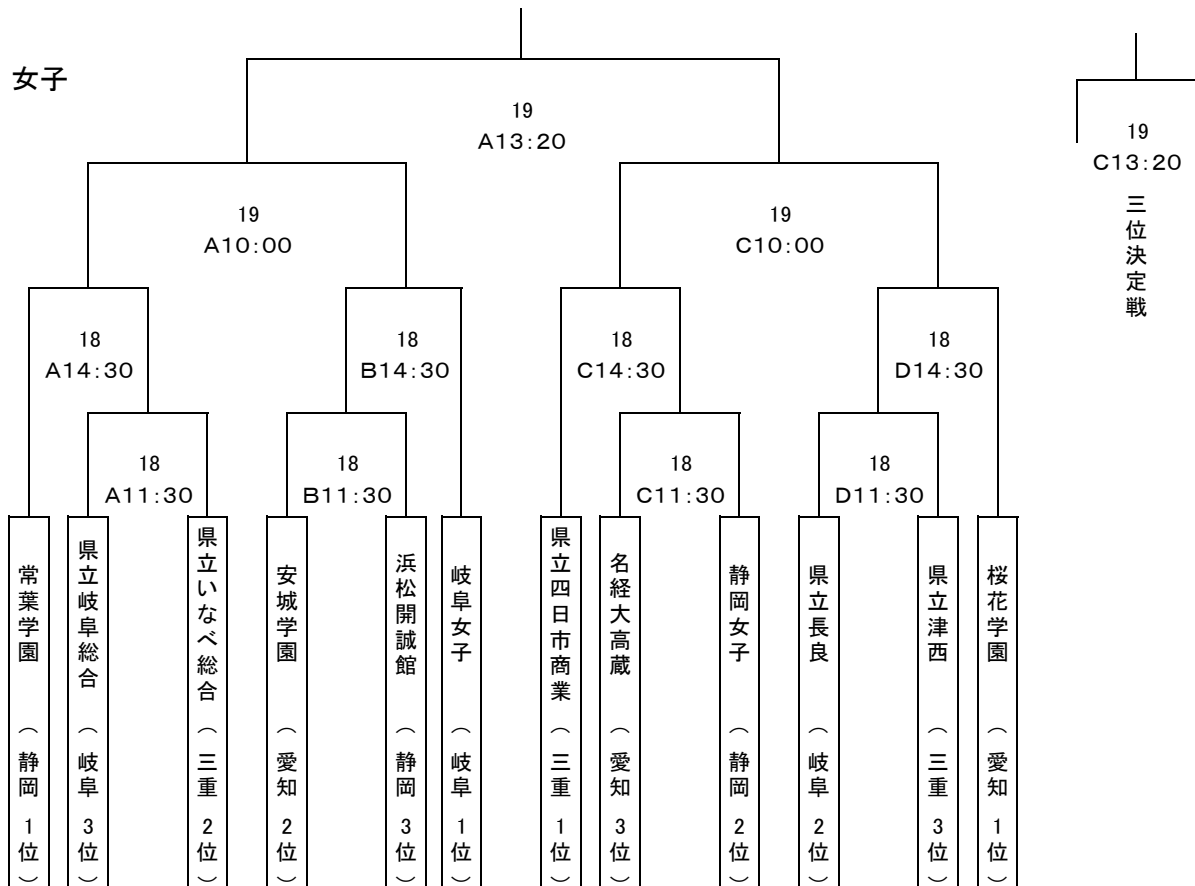 女子
19
A13:20
19
C13:20
三位決定戦
19
A10:00
19
C10:00
18
A14:30
18
B14:30
18
C14:30
18
D14:30
18
A11:30
18
B11:30
18
C11:30
18
D11:30
常葉学園（静岡1位）
県立岐阜総合（岐阜3位）
県立いなべ総合（三重2位）
安城学園（愛知2位）
浜松開誠館（静岡3位）
岐阜女子（岐阜1位）
県立四日市商業（三重1位）
名経大高蔵（愛知3位）
静岡女子（静岡2位）
県立長良（岐阜2位）
県立津西（三重3位）
桜花学園（愛知1位）